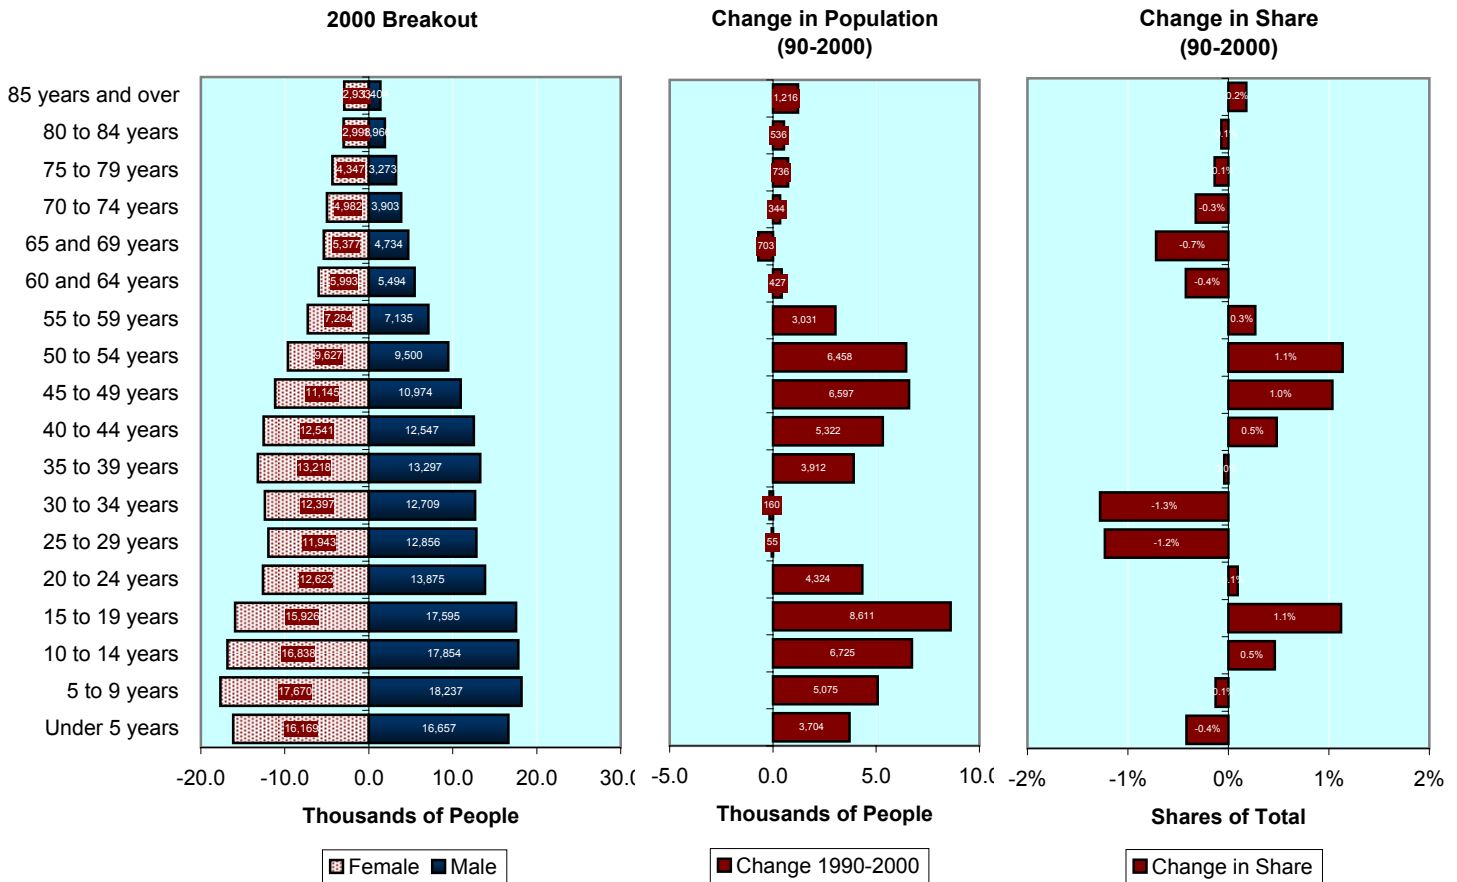 2000 Breakout
Change in Population
(90-2000)
Change in Share
(90-2000)
85 years and over
1,216
0.2%
80 to 84 years
536
75 to 79 years
4,347 3,273
736
70 to 74 years
4,982 3,903
344
-0.3%
65 and 69 years
5,377 4,734
703
-0.7%
60 and 64 years
5,993 5,494
427
-0.4%
55 to 59 years
7,284 7,135
3,031
0.3%
50 to 54 years
9,627 9,500
6,458
1.1%
45 to 49 years
11,145 10,974
6,597
1.0%
40 to 44 years
12,541 12,547
5,322
0.5%
35 to 39 years
13,218 13,297
3,912
30 to 34 years
12,397 12,709
160
-1.3%
25 to 29 years
11,943 12,856
55
-1.2%
20 to 24 years
12,623 13,875
4,324
15 to 19 years
15,926 17,595
8,611
1.1%
10 to 14 years
16,838 17,854
6,725
0.5%
5 to 9 years
17,670 18,237
5,075
Under 5 years
16,169 16,657
3,704
-0.4%
-20.0 -10.0 0.0 10.0 20.0 30.0
-5.0 0.0 5.0 10.0
-2% -1% 0% 1% 2%
Thousands of People
Thousands of People
Shares of Total
Female Male
Change 1990-2000
Change in Share